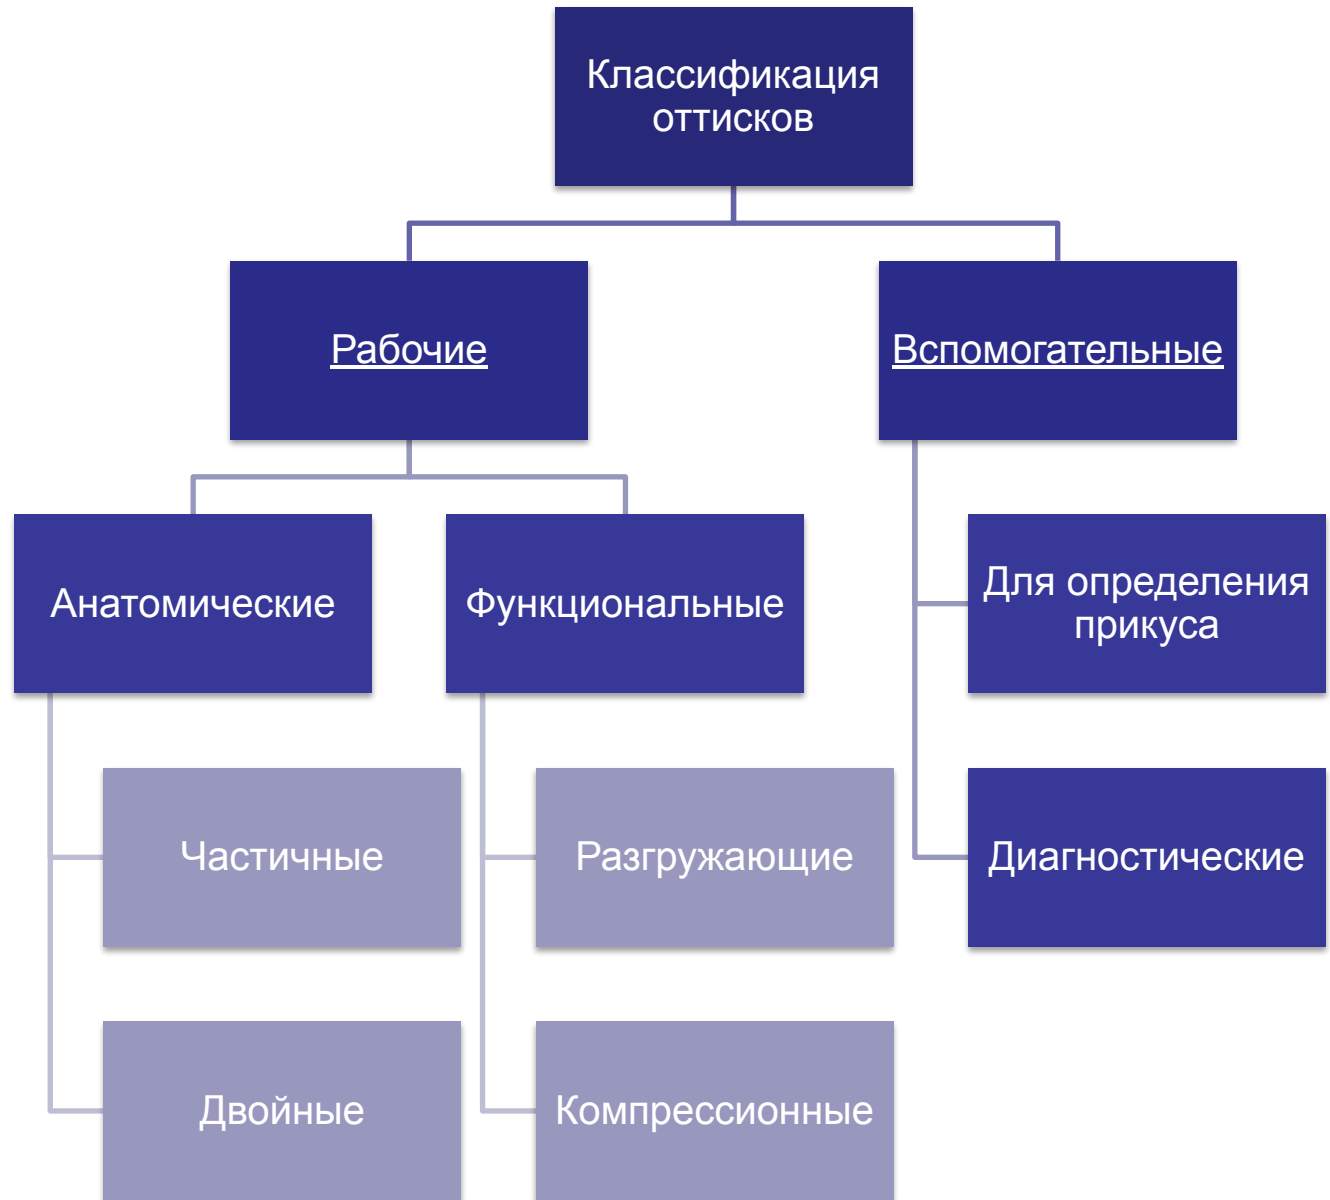 Классификация
оттисков
Рабочие
Вспомогательные
Анатомические
Функциональные
Для определения
прикуса
Частичные
Разгружающие
Диагностические
Двойные
Компрессионные